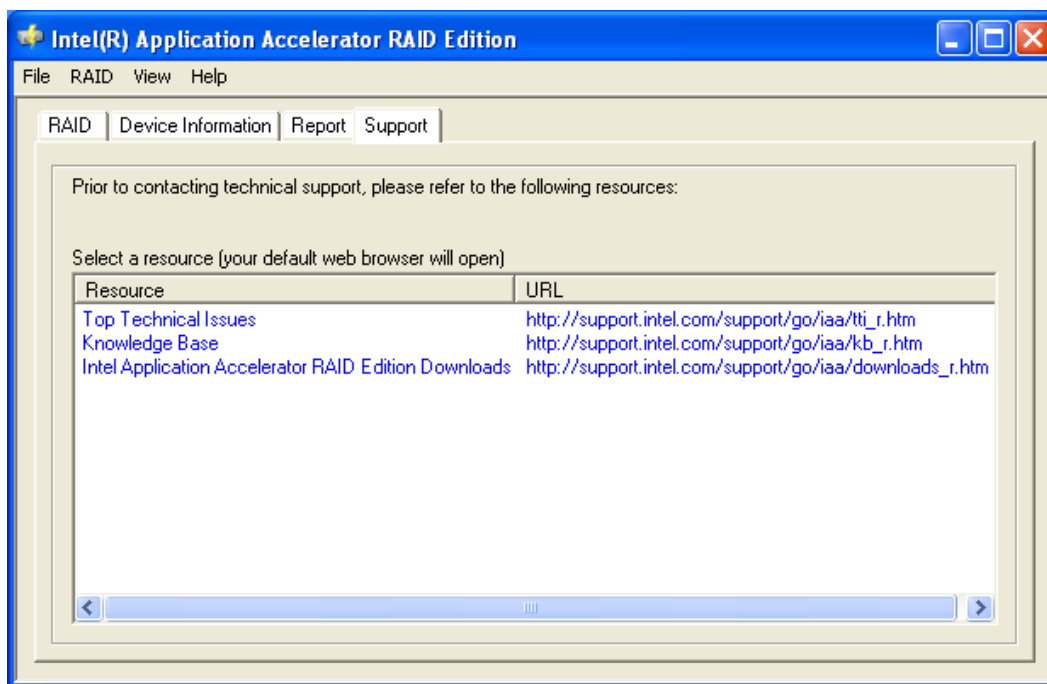 Intel(R) Application Accelerator RAID Edition
File RAID View Help
RAID Device Information Report Support
Prior to contacting technical support, please refer to the following resources:
Select a resource (your default web browser will open)
Resource URL
Top Technical Issues http://support.intel.com/support/go/iaa/tti_r.htm
Knowledge Base http://support.intel.com/support/go/iaa/kb_r.htm
Intel Application Accelerator RAID Edition Downloads http://support.intel.com/support/go/iaa/downloads_r.htm